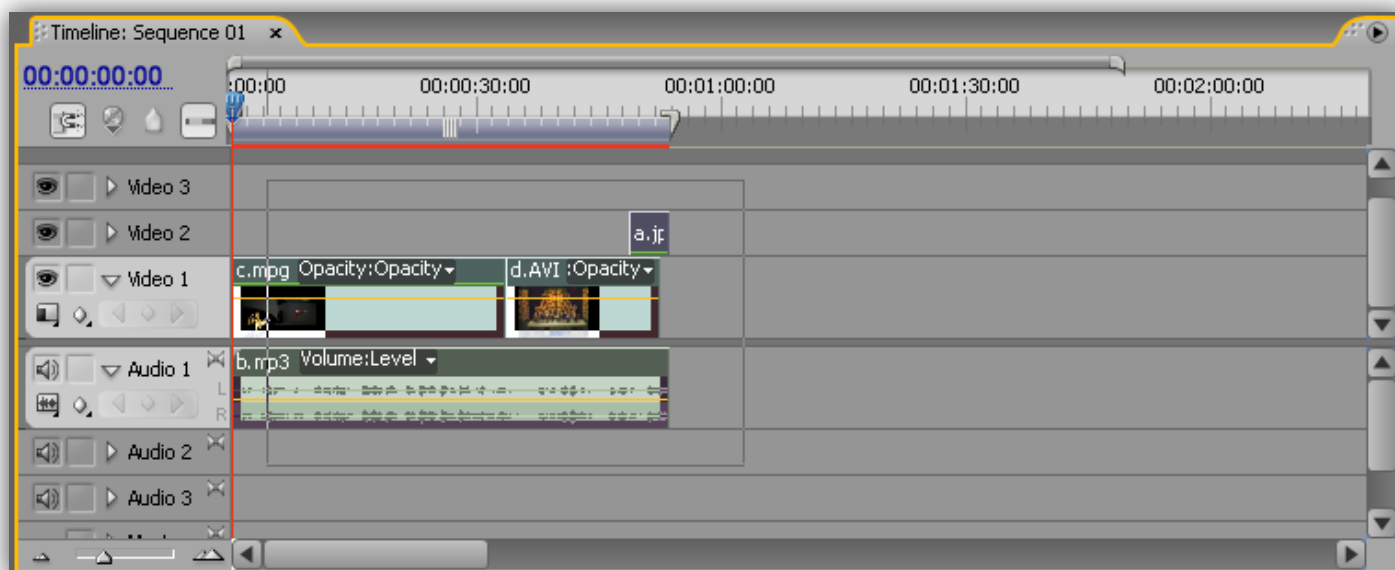 Timeline: Sequence 01 x
00:00:00:00 :00:00 00:00:30:00 00:01:00:00 00:01:30:00 00:02:00:00
Video 3
Video 2 a.jp
Video 1 c.mpg Opacity:Opacity d.AVI :Opacity
Audio 1 b.mp3 Volume:Level
L
R
Audio 2
Audio 3